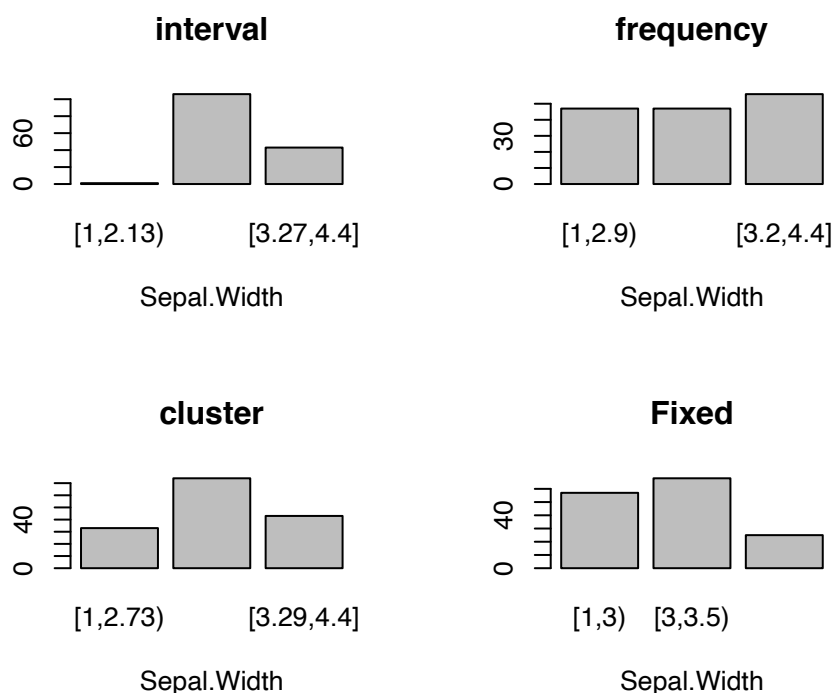 interval
60
0
[1,2.13)
[3.27,4.4]
Sepal.Width
frequency
30
0
[1,2.9)
[3.2,4.4]
Sepal.Width
cluster
40
0
[1,2.73)
[3.29,4.4]
Sepal.Width
Fixed
40
0
[1,3)
[3,3.5)
Sepal.Width